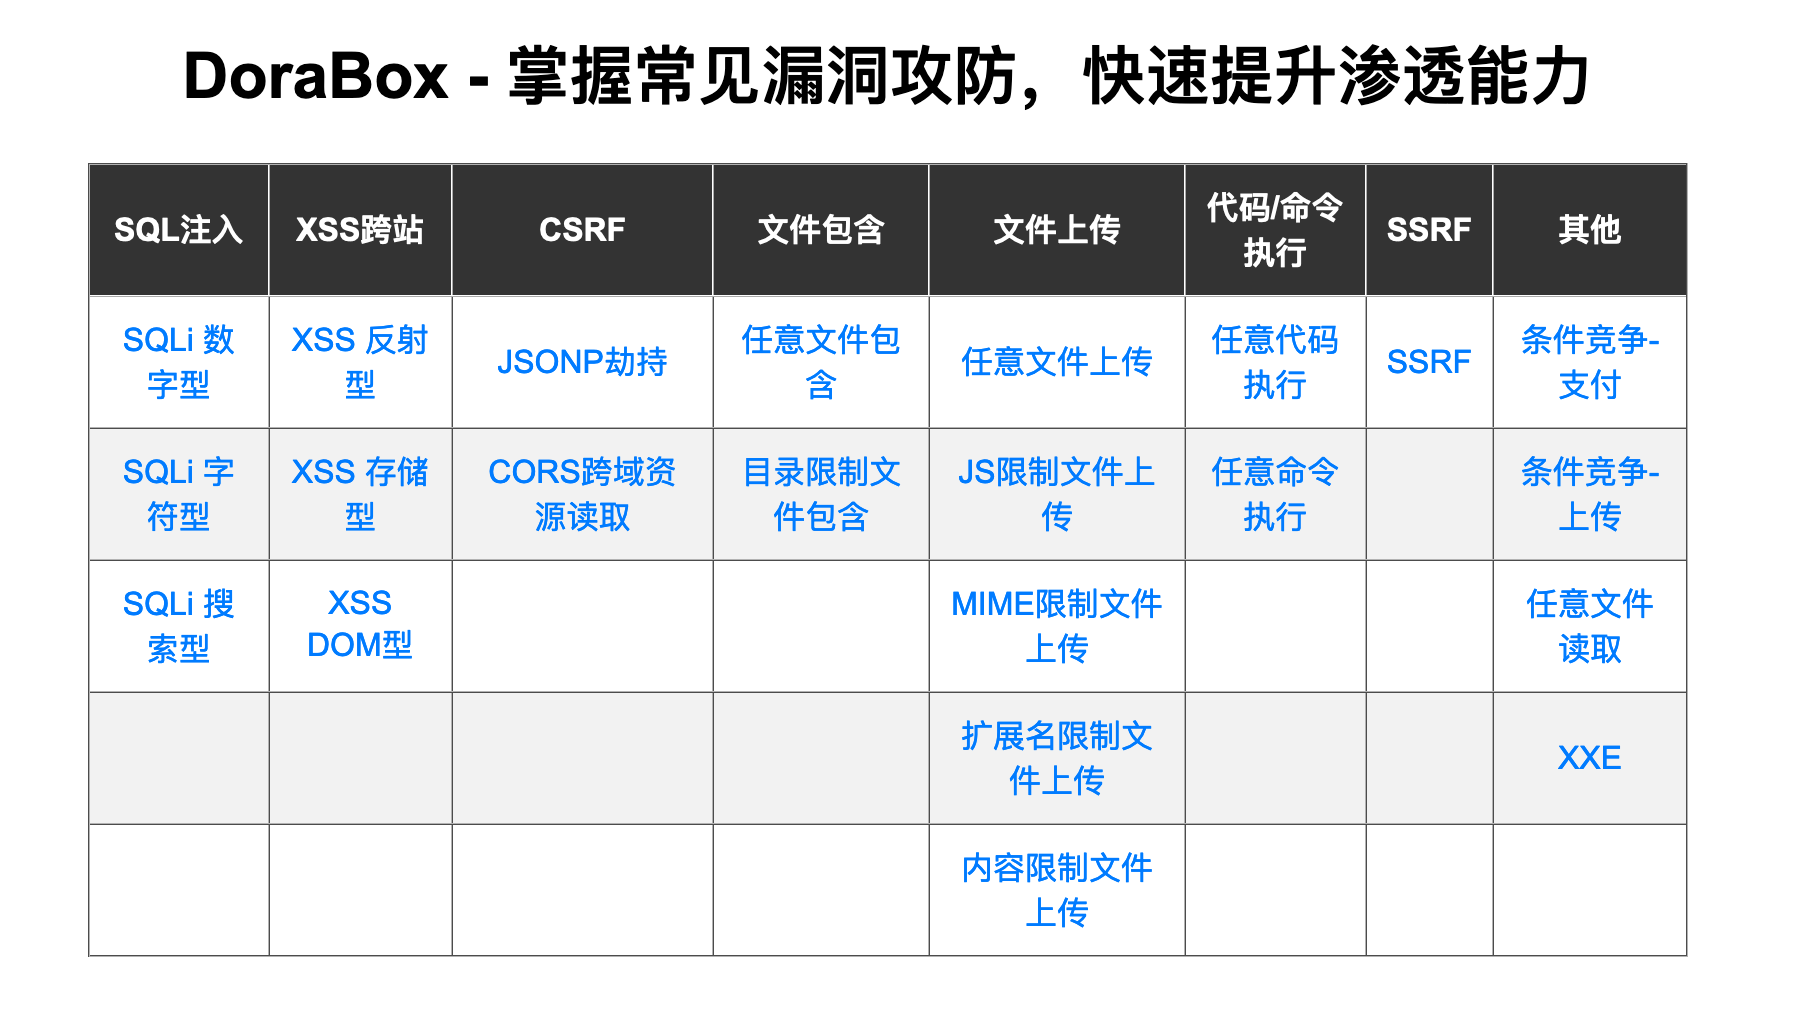 DoraBox - 掌握常见漏洞攻防，快速提升渗透能力
SQL注入
XSS跨站
CSRF
文件包含
文件上传
代码/命令
执行
SSRF
其他
SQLi 数
字型
XSS 反射
型
JSONP劫持
任意文件包
含
任意文件上传
任意代码
执行
SSRF
条件竞争-
支付
SQLi 字
符型
XSS 存储
型
CORS跨域资
源读取
目录限制文
件包含
JS限制文件上
传
任意命令
执行
条件竞争-
上传
SQLi 搜
索型
XSS
DOM型
MIME限制文件
上传
任意文件
读取
扩展名限制文
件上传
XXE
内容限制文件
上传